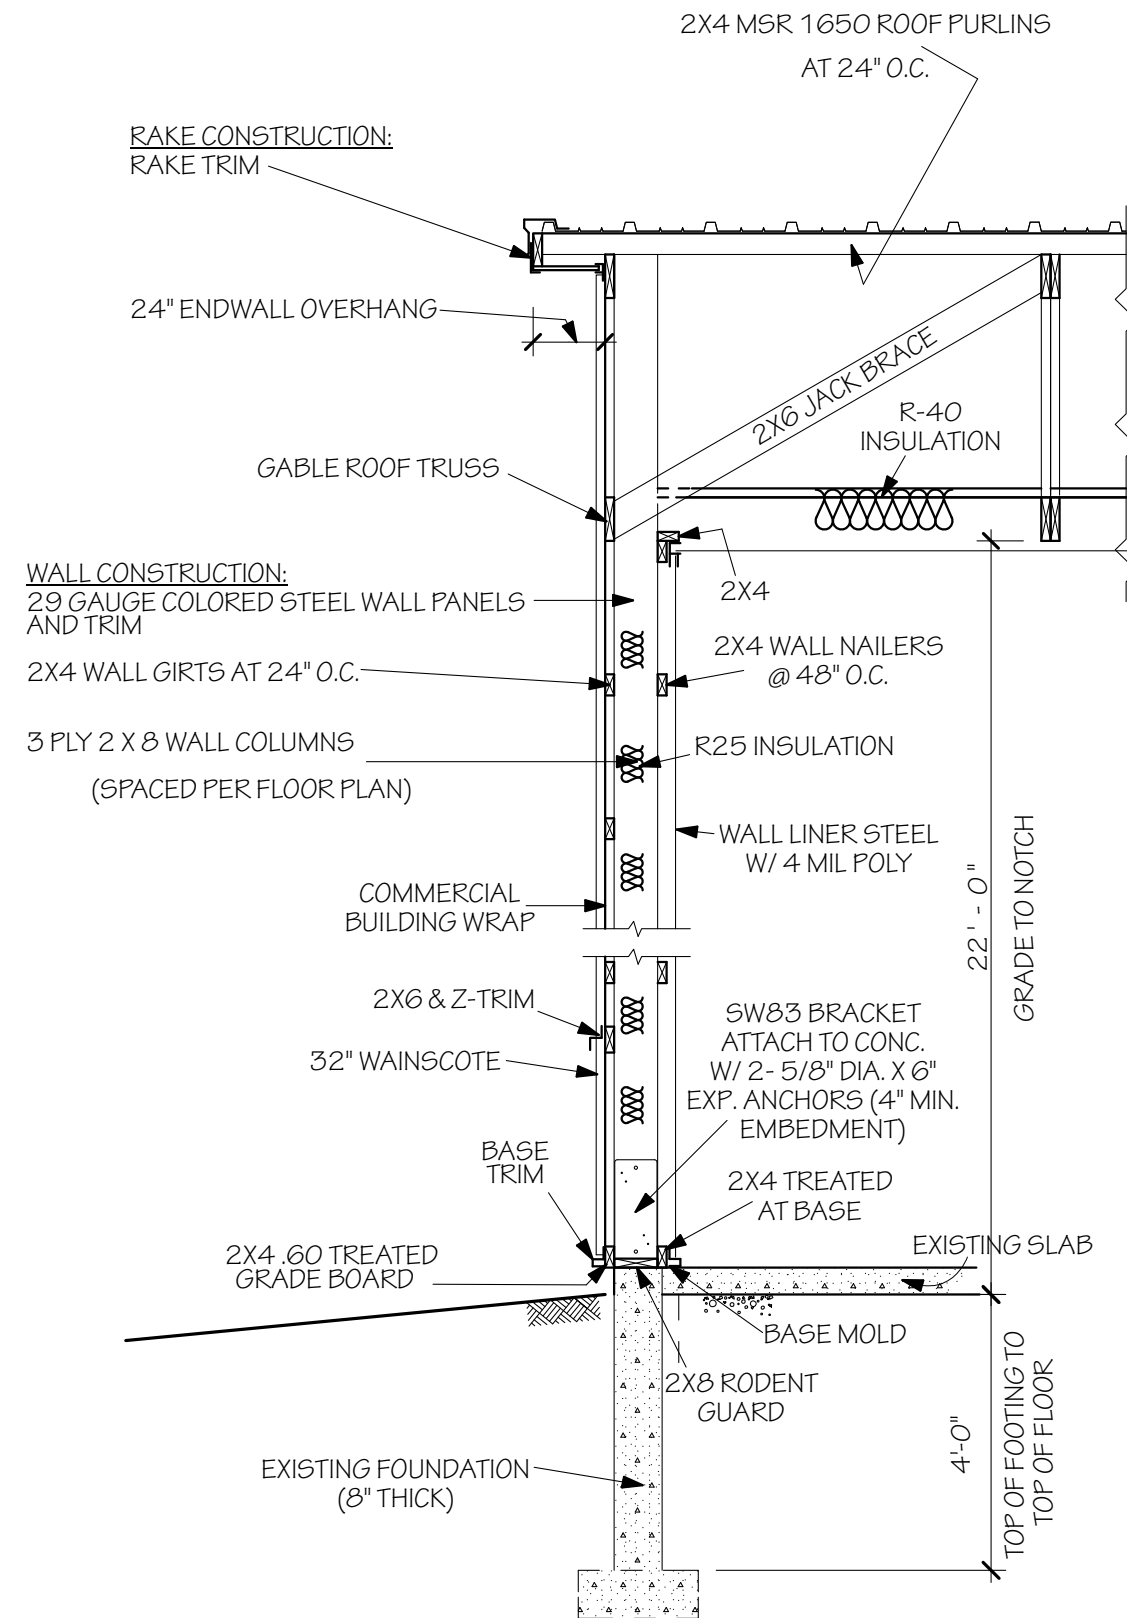 2X4 MSR 1650 ROOF PURLINS
AT 24" O.C.
RAKE CONSTRUCTION:
RAKE TRIM
24" ENDWALL OVERHANG
2X6 JACK BRACE
R-40
INSULATION
GABLE ROOF TRUSS
WALL CONSTRUCTION:
29 GAUGE COLORED STEEL WALL PANELS
AND TRIM
2X4
2X4 WALL GIRTS AT 24" O.C.
2X4 WALL NAILERS
@ 48" O.C.
3 PLY 2 X 8 WALL COLUMNS
(SPACED PER FLOOR PLAN)
R25 INSULATION
WALL LINER STEEL
W/ 4 MIL POLY
COMMERCIAL
BUILDING WRAP
22' - 0"
GRADE TO NOTCH
2X6 & Z-TRIM
32" WAINSCOTE
SW83 BRACKET
ATTACH TO CONC.
W/ 2- 5/8" DIA. X 6"
EXP. ANCHORS (4" MIN.
EMBEDMENT)
BASE
TRIM
2X4 TREATED
AT BASE
2X4 .60 TREATED
GRADE BOARD
EXISTING SLAB
BASE MOLD
2X8 RODENT
GUARD
EXISTING FOUNDATION
(8" THICK)
4'-0"
TOP OF FOOTING TO
TOP OF FLOOR